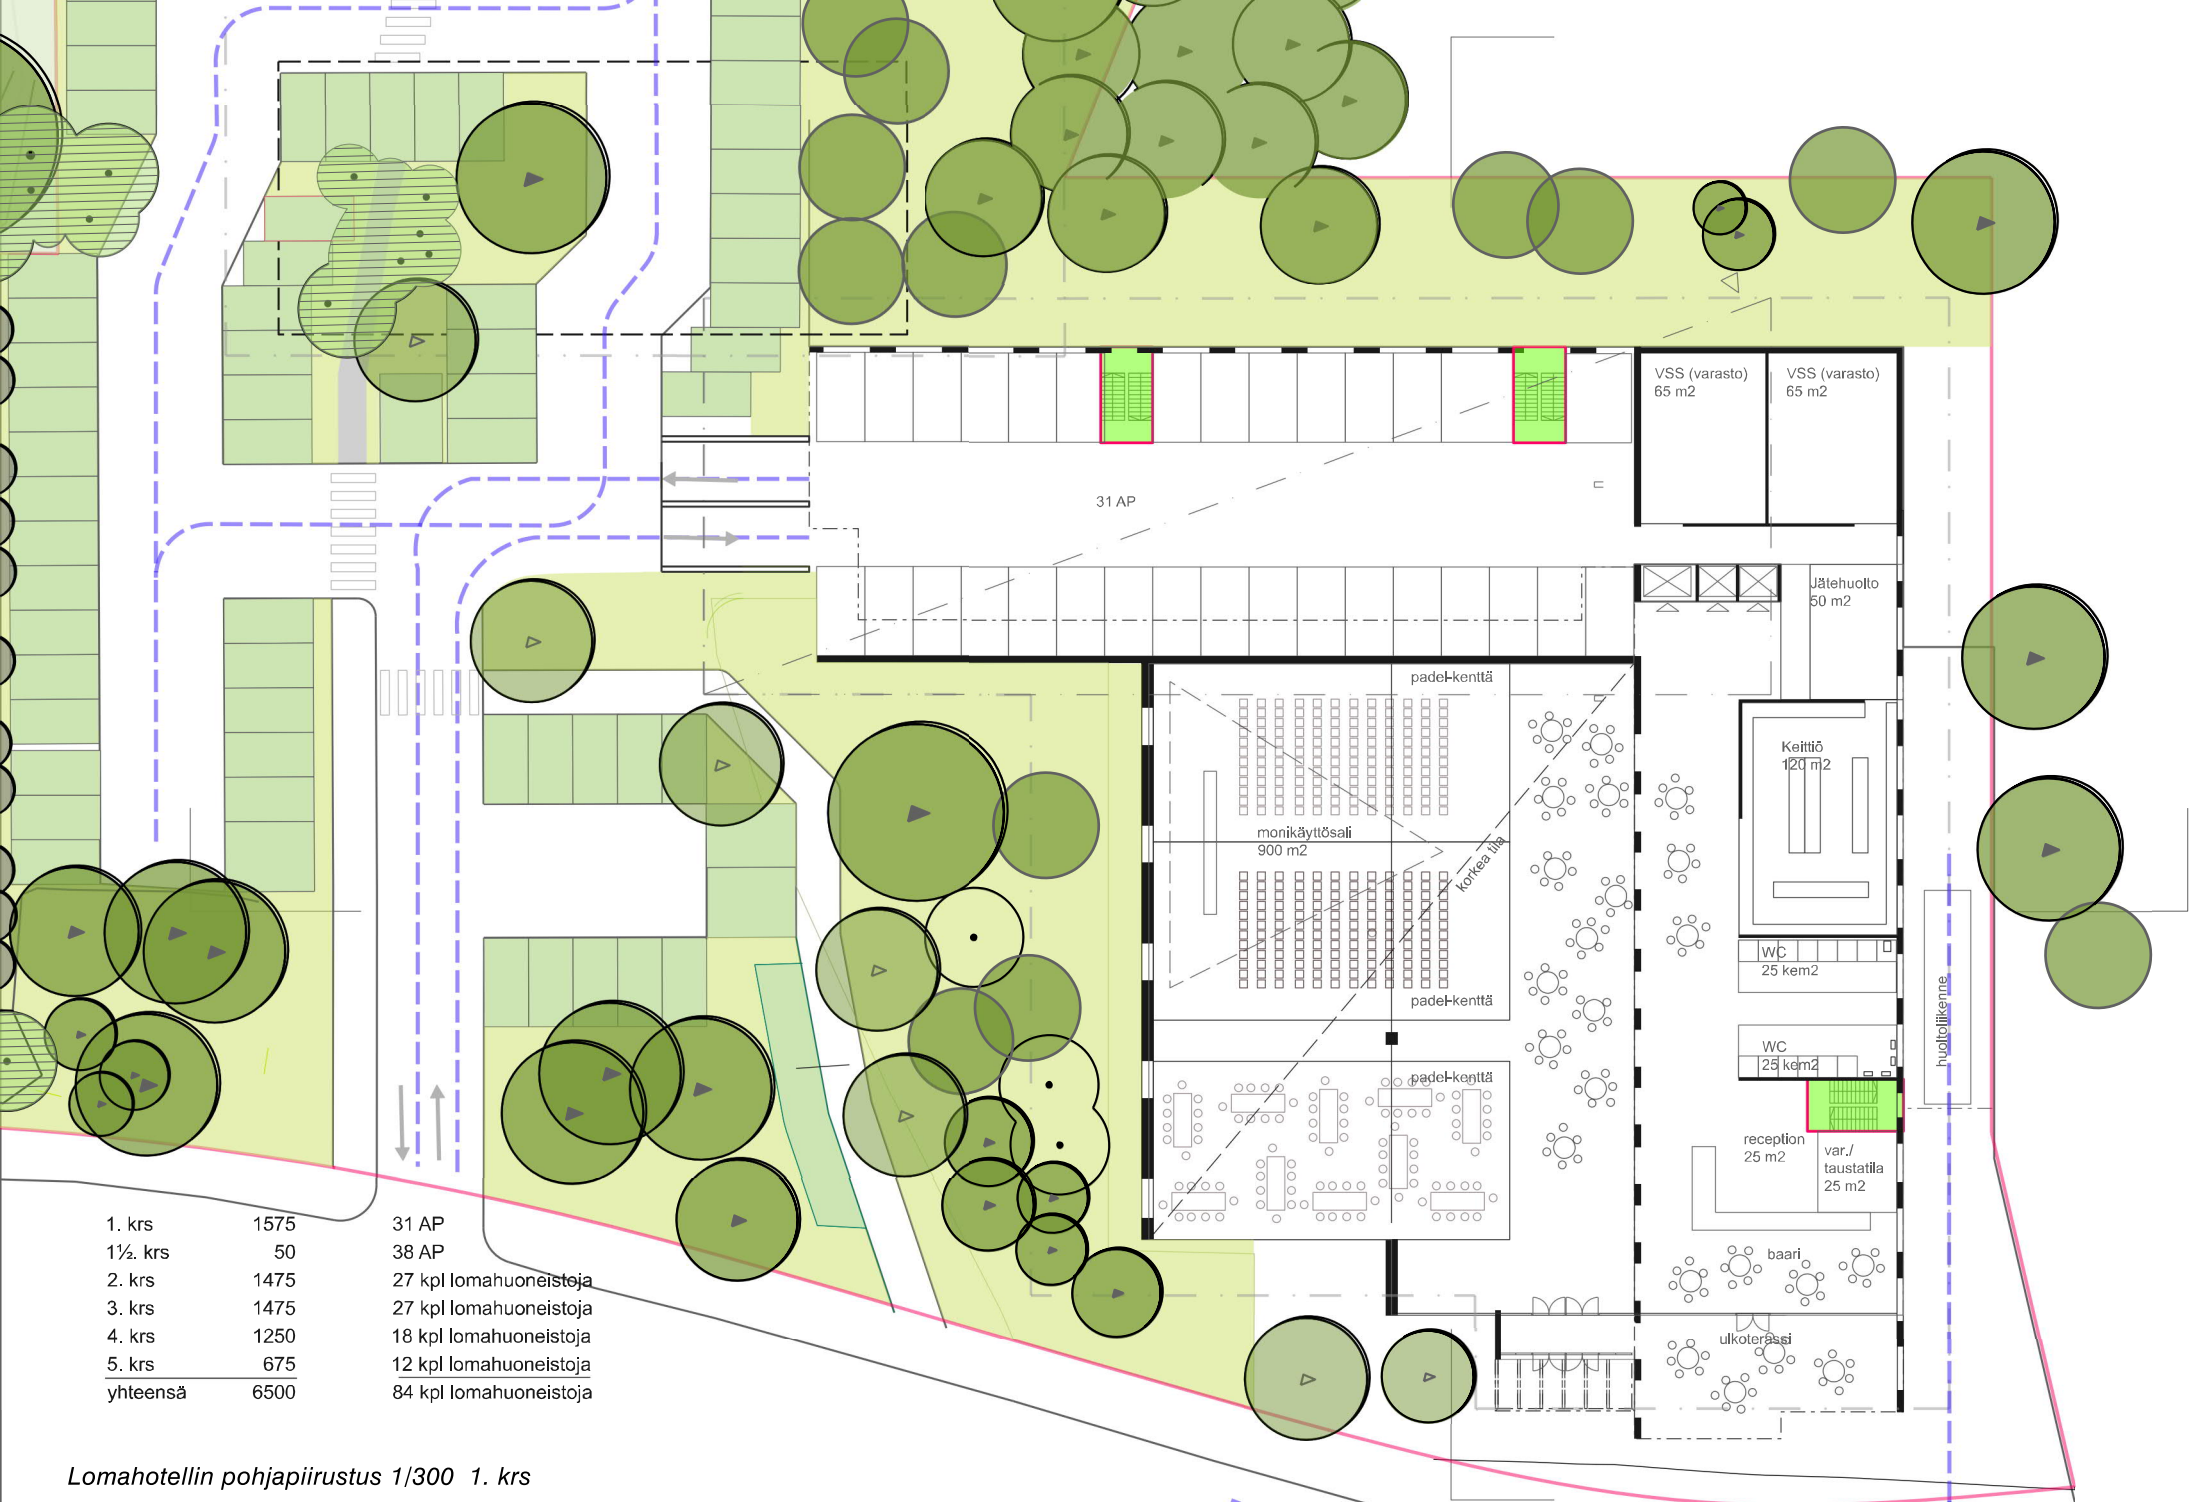 VSS (varasto)
65 m2
VSS (varasto)
65 m2
31 AP
Jätehuolto
50 m2
padel-kenttä
Keittiö
120 m2
monikäyttösali
900 m2
korkea tila
WC
25 kem2
padel-kenttä
huoltoliikenne
WC
25 kem2
padel-kenttä
reception
25 m2
var./
taustatila
25 m2
baari
ulkoterassi
1. krs 1575 31 AP
1½. krs 50 38 AP
2. krs 1475 27 kpl lomahuoneistoja
3. krs 1475 27 kpl lomahuoneistoja
4. krs 1250 18 kpl lomahuoneistoja
5. krs 675 12 kpl lomahuoneistoja
yhteensä 6500 84 kpl lomahuoneistoja
Lomahotellin pohjapiirustus 1/300 1. krs